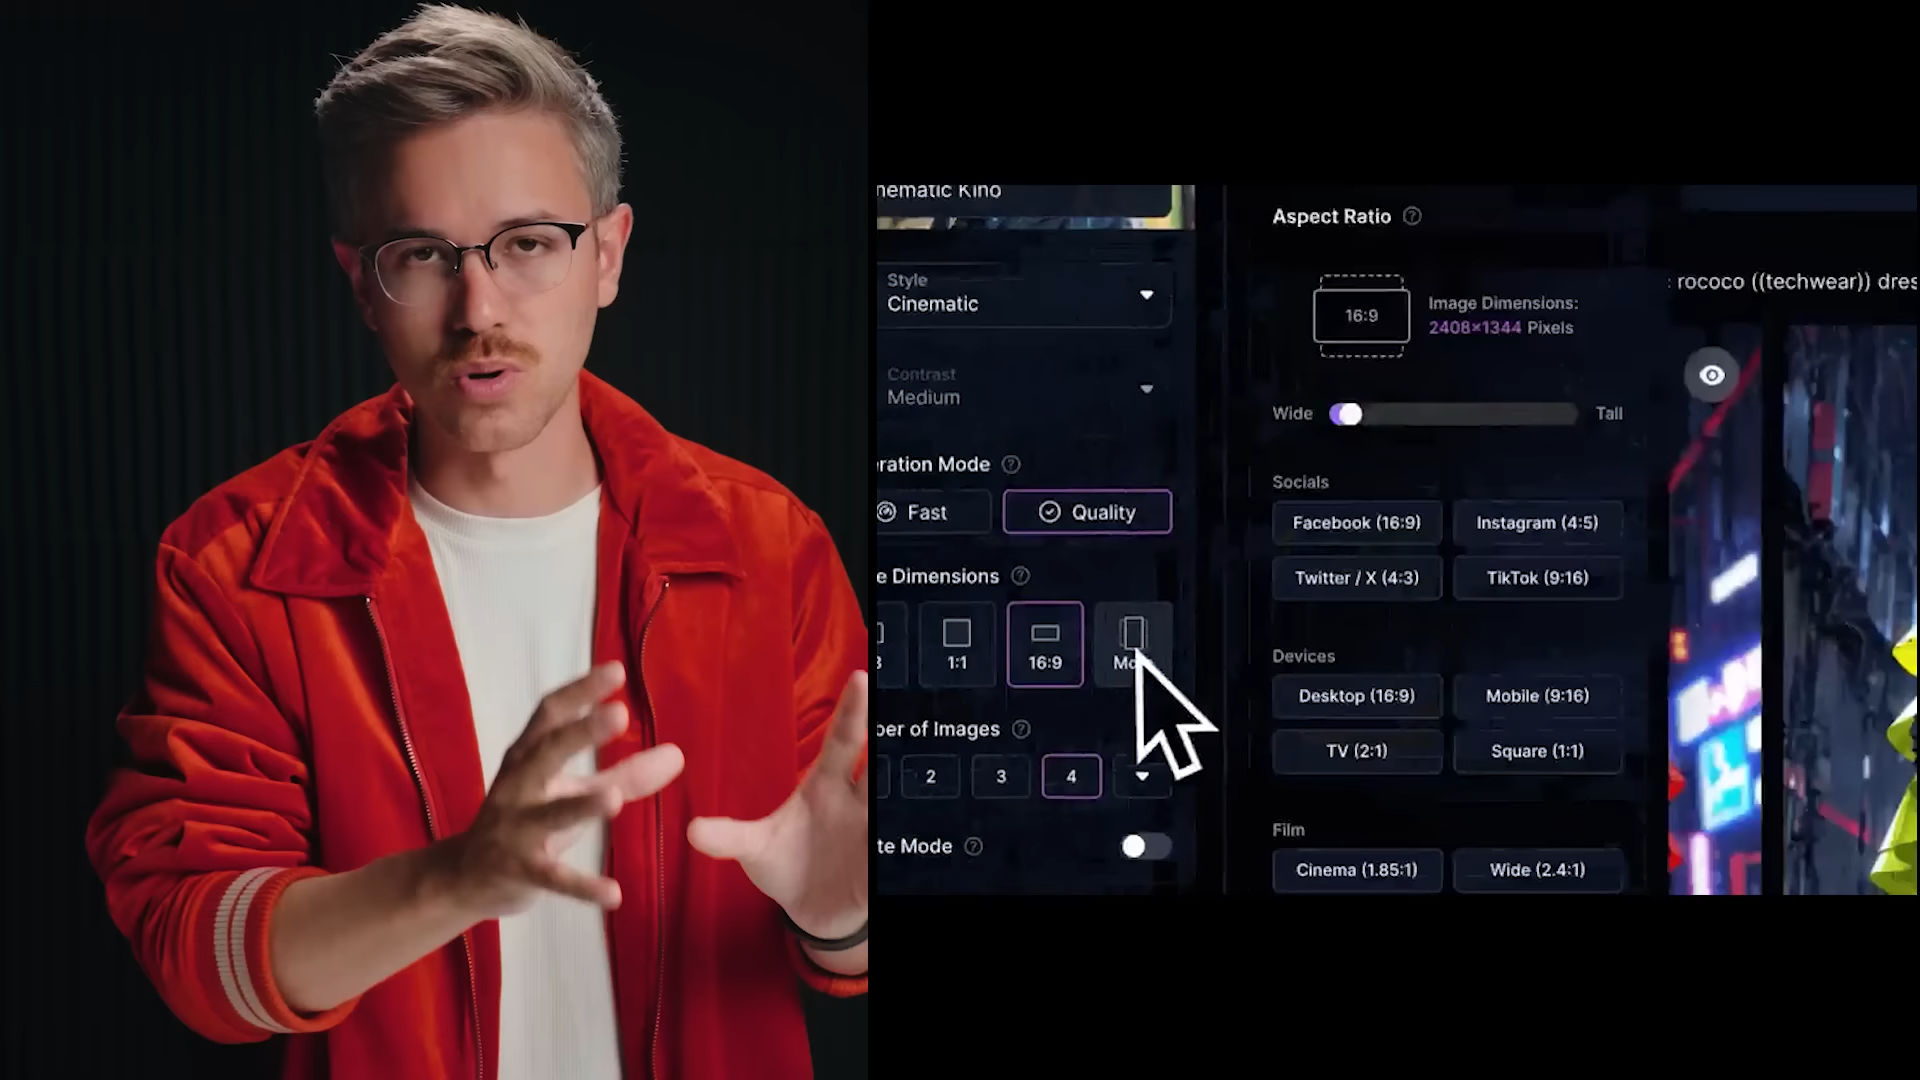 nematic Kino
Style
Cinematic
Contrast
Medium
eration Mode
Fast
Quality
e Dimensions
3
1:1
16:9
Mo
ber of Images
2
3
4
te Mode
Aspect Ratio
16:9
Image Dimensions:
2408×1344 Pixels
Wide
Tall
Socials
Facebook (16:9)
Instagram (4:5)
Twitter / X (4:3)
TikTok (9:16)
Devices
Desktop (16:9)
Mobile (9:16)
TV (2:1)
Square (1:1)
Film
Cinema (1.85:1)
Wide (2.4:1)
: rococo ((techwear)) dres